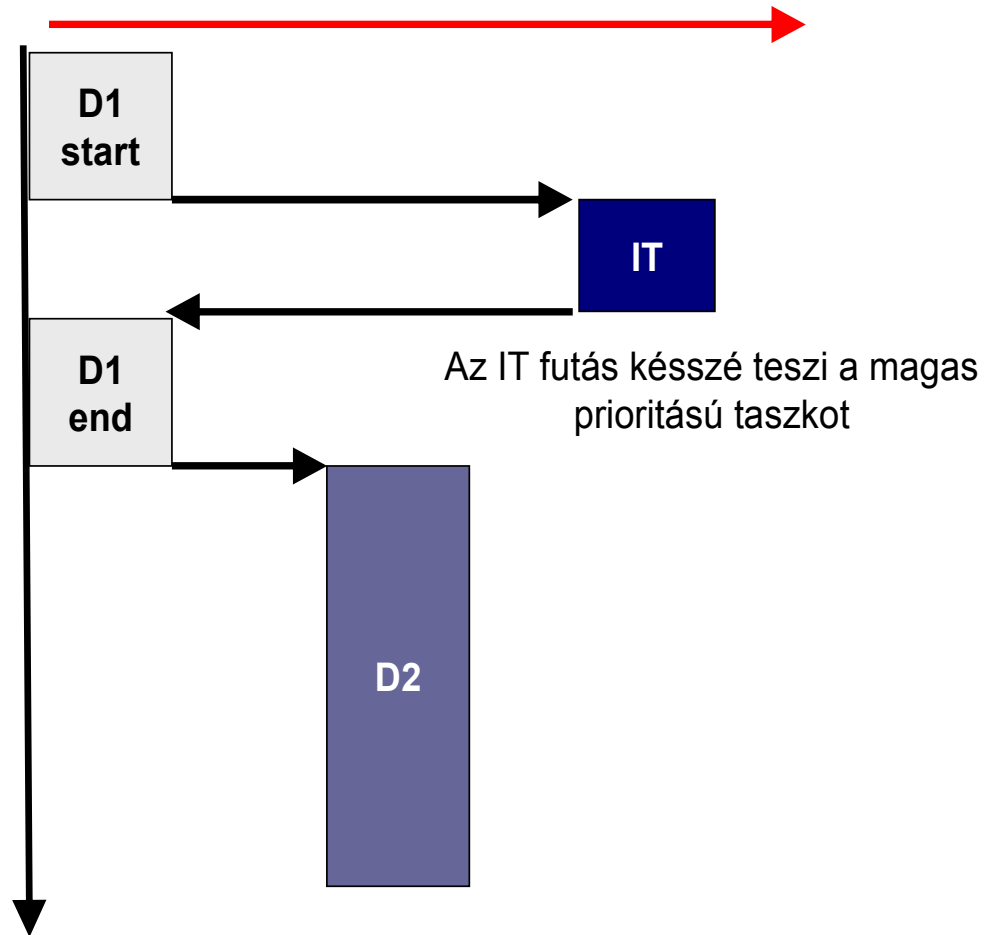 D1
start
IT
D1
end
Az IT futás késszé teszi a magas
prioritású taszkot
D2